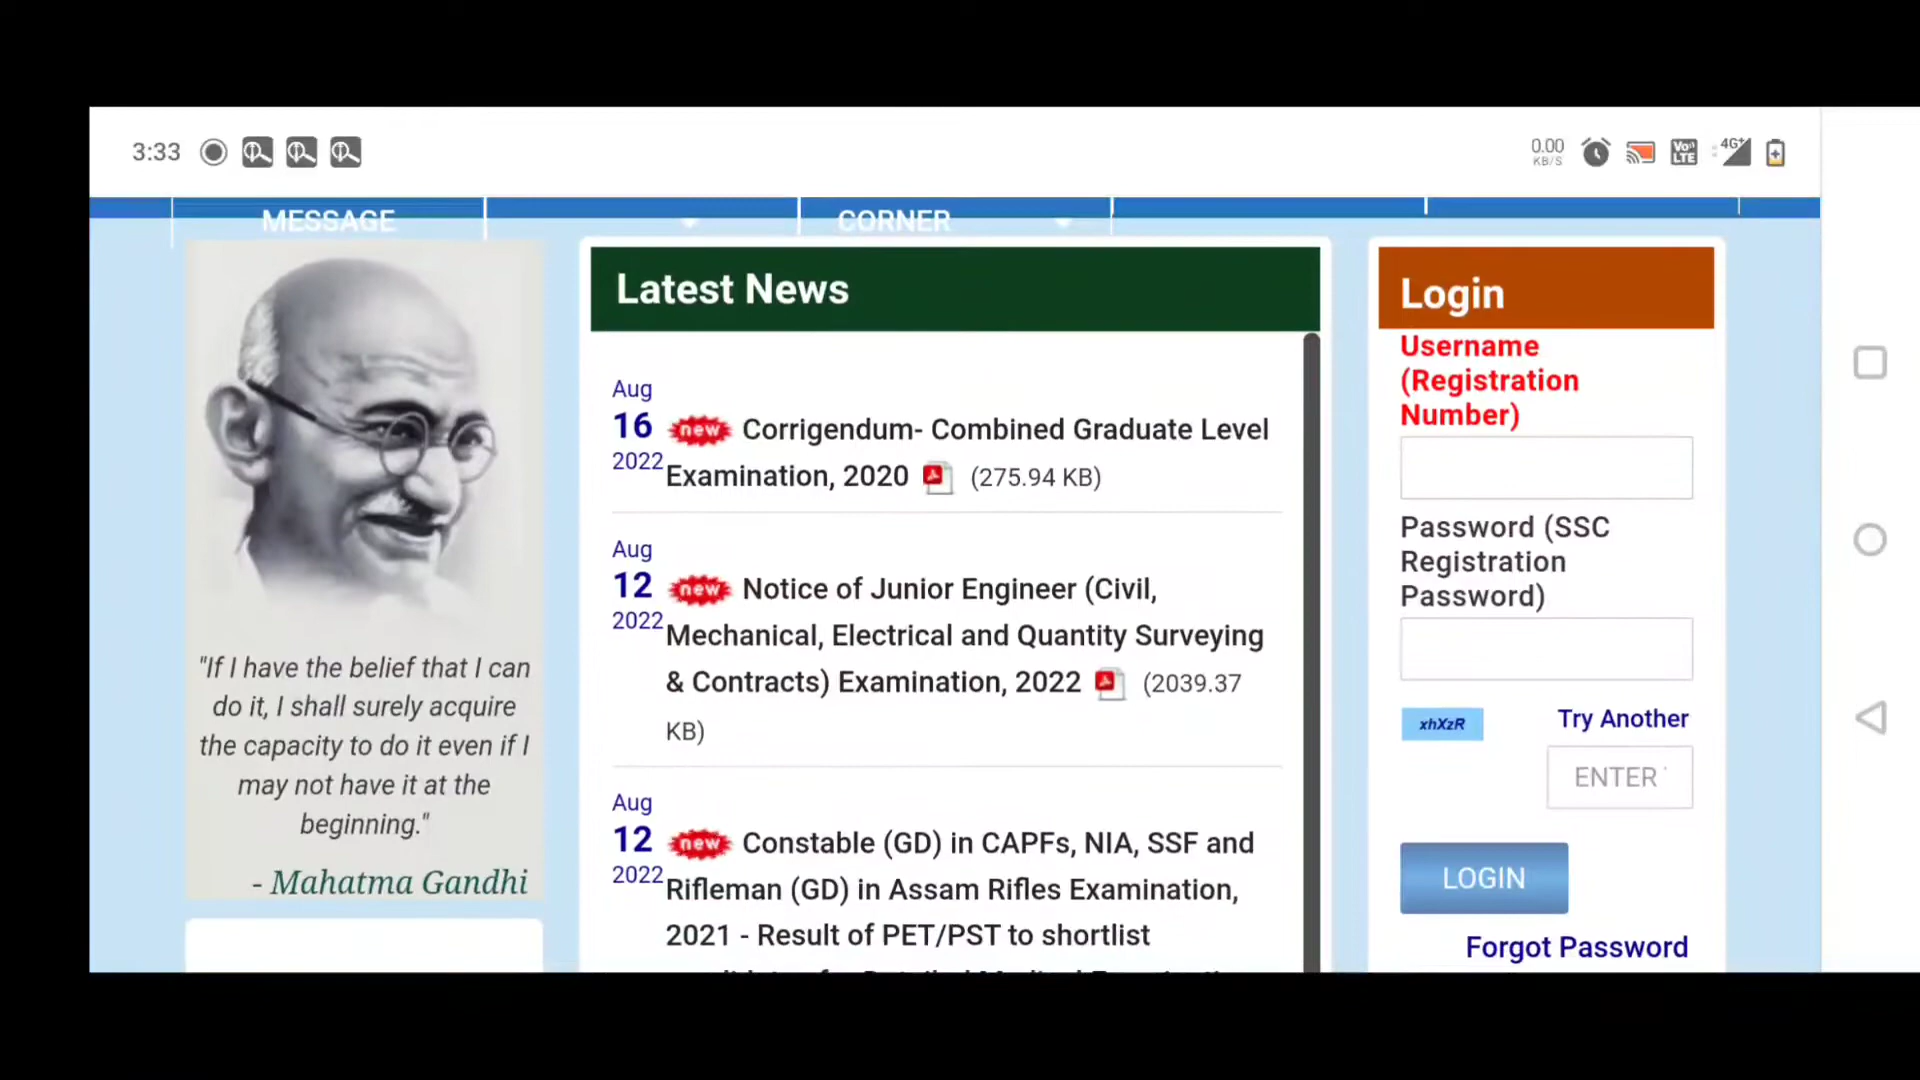 3:33
0.00
KB/S
Vo))
LTE
4G+
MESSAGE
CORNER
"If I have the belief that I can
do it, I shall surely acquire
the capacity to do it even if I
may not have it at the
beginning."
- Mahatma Gandhi
Latest News
Aug
16
2022
new Corrigendum- Combined Graduate Level
Examination, 2020 (275.94 KB)
Aug
12
2022
new Notice of Junior Engineer (Civil,
Mechanical, Electrical and Quantity Surveying
& Contracts) Examination, 2022 (2039.37
KB)
Aug
12
2022
new Constable (GD) in CAPFs, NIA, SSF and
Rifleman (GD) in Assam Rifles Examination,
2021 - Result of PET/PST to shortlist
Login
Username
(Registration
Number)
Password (SSC
Registration
Password)
xhXzR
Try Another
ENTER
LOGIN
Forgot Password